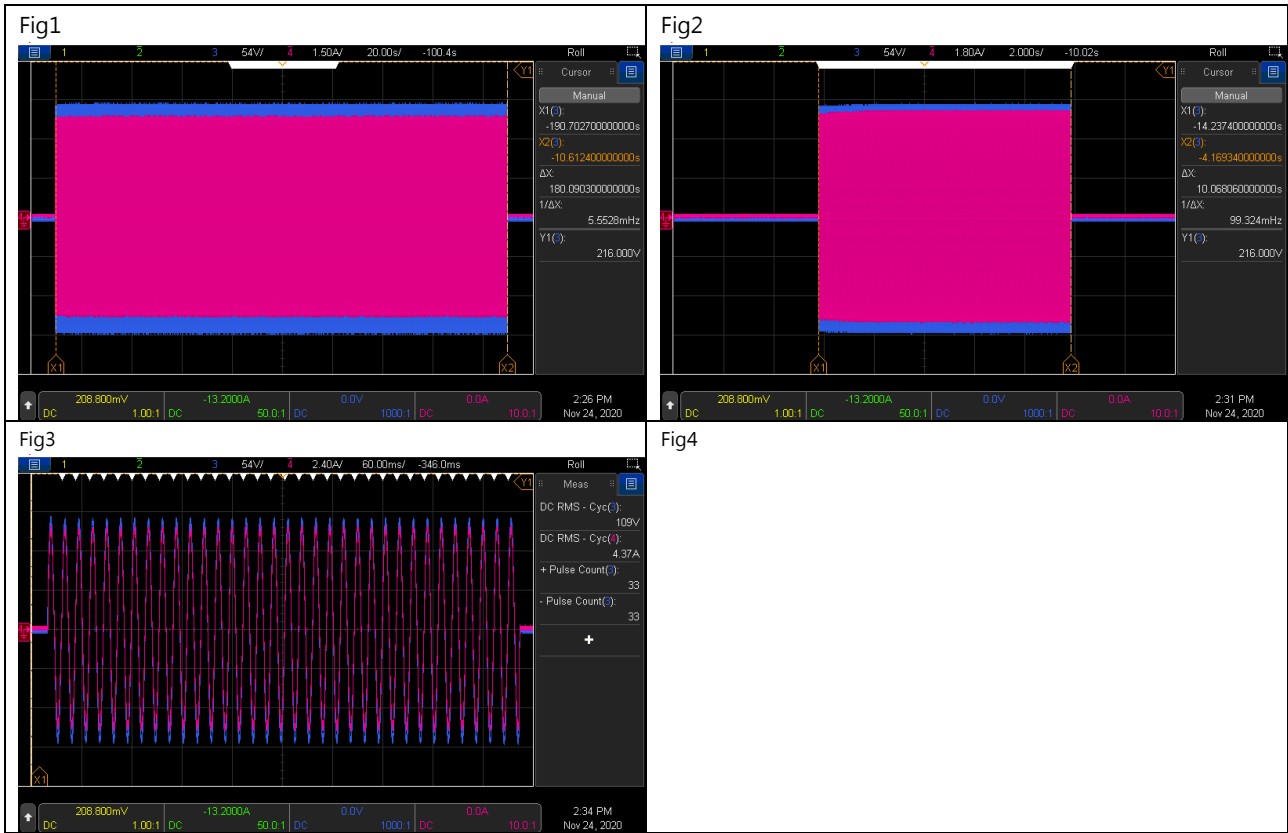 Fig1
1 2 3 54V/ 4 1.50A/ 20.00s/ -100.4s Roll
Y1
Cursor
Manual
X1(3):
-190.702700000000s
X2(3):
-10.612400000000s
ΔX:
180.090300000000s
1/ΔX:
5.5528mHz
Y1(3):
216.000V
X1 X2
208.800mV -13.2000A 0.0V 0.0A 2:26 PM
DC 1.00:1 DC 50.0:1 DC 1000:1 DC 10.0:1 Nov 24, 2020
Fig2
1 2 3 54V/ 4 1.80A/ 2.000s/ -10.02s Roll
Y1
Cursor
Manual
X1(3):
-14.237400000000s
X2(3):
-4.169340000000s
ΔX:
10.068060000000s
1/ΔX:
99.324mHz
Y1(3):
216.000V
X1 X2
208.800mV -13.2000A 0.0V 0.0A 2:31 PM
DC 1.00:1 DC 50.0:1 DC 1000:1 DC 10.0:1 Nov 24, 2020
Fig3
1 2 3 54V/ 4 2.40A/ 60.00ms/ -346.0ms Roll
Y1
Meas
DC RMS - Cyc(3):
109V
DC RMS - Cyc(4):
4.37A
+ Pulse Count(3):
33
- Pulse Count(3):
33
X1
208.800mV -13.2000A 0.0V 0.0A 2:34 PM
DC 1.00:1 DC 50.0:1 DC 1000:1 DC 10.0:1 Nov 24, 2020
Fig4